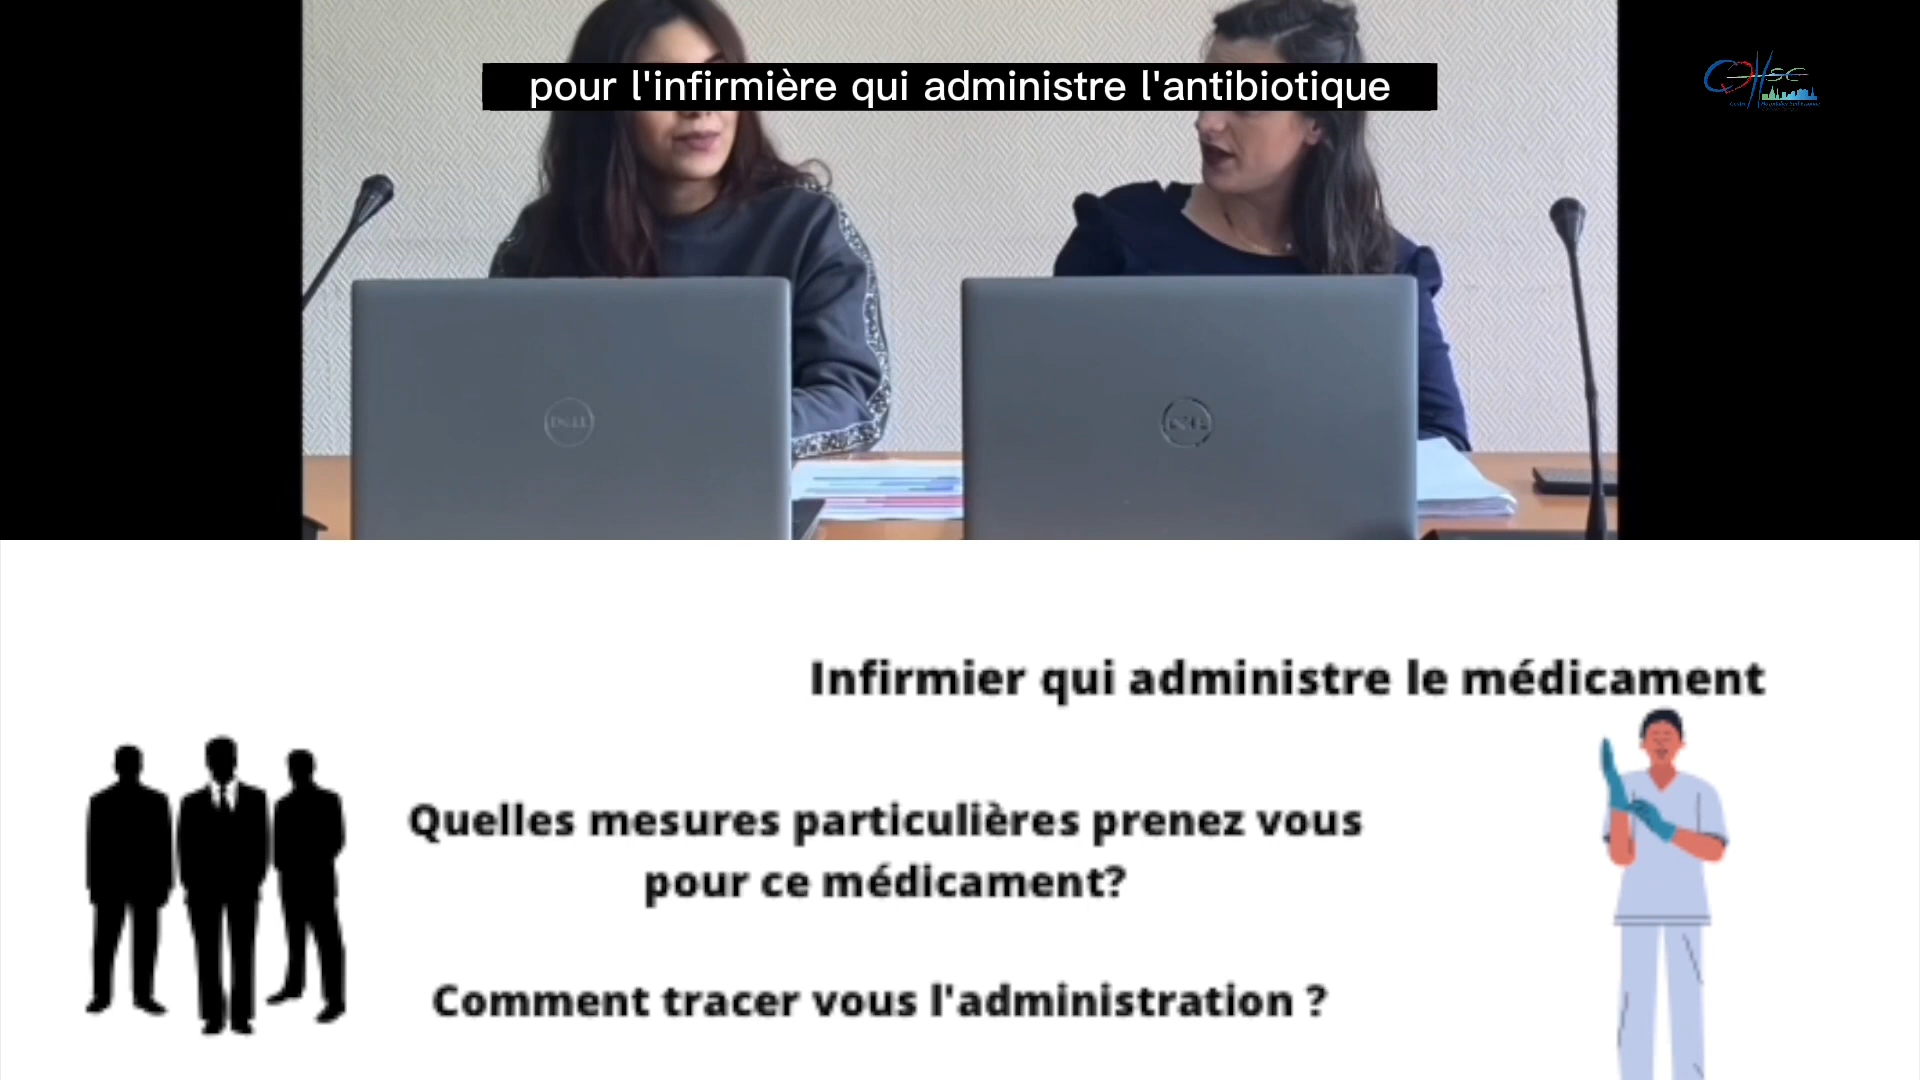 pour l'infirmière qui administre l'antibiotique
DELL
Infirmier qui administre le médicament
Quelles mesures particulières prenez vous
pour ce médicament?
Comment tracer vous l'administration ?